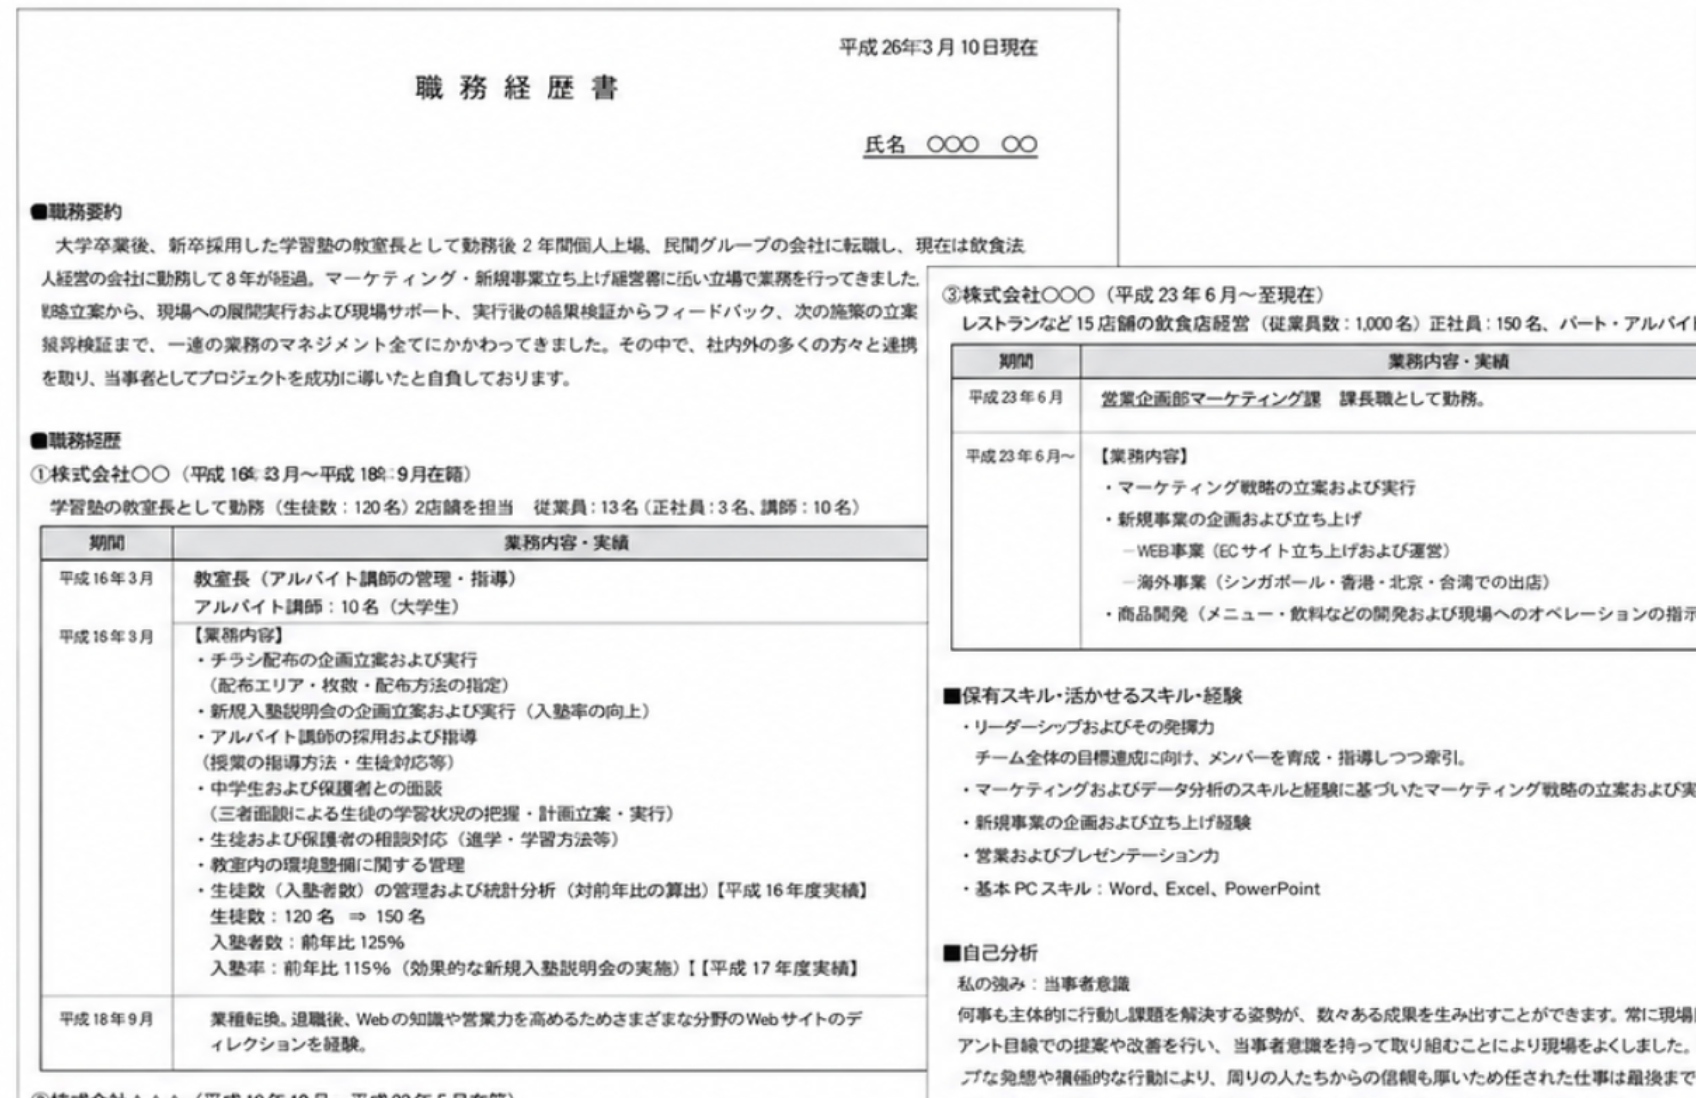 平成26年3月10日現在
職務経歴書
氏名 〇〇〇 〇〇
■職務要約
大学卒業後、新卒採用した学習塾の教室長として勤務後2年間個人上場、民間グループの会社に転職し、現在は飲食法
人経営の会社に勤務して8年が経過。マーケティング・新規事業立ち上げ経営書に近い立場で業務を行ってきました。
戦略立案から、現場への展開実行および現場サポート、実行後の結果検証からフィードバック、次の施策の立案
検証まで、一連の業務のマネジメント全てにかかわってきました。その中で、社内外の多くの方々と連携
を取り、当事者としてプロジェクトを成功に導いたと自負しております。
■職務経歴
①株式会社〇〇（平成16年3月～平成18年9月在籍）
学習塾の教室長として勤務（生徒数：120名）2店舗を担当 従業員：13名（正社員：3名、講師：10名）
期間 業務内容・実績
平成16年3月 教室長（アルバイト講師の管理・指導）
アルバイト講師：10名（大学生）
平成16年3月 【業務内容】
・チラシ配布の企画立案および実行
（配布エリア・枚数・配布方法の指定）
・新規入塾説明会の企画立案および実行（入塾率の向上）
・アルバイト講師の採用および指導
（授業の指導方法・生徒対応等）
・中学生および保護者との面談
（三者面談による生徒の学習状況の把握・計画立案・実行）
・生徒および保護者の相談対応（進学・学習方法等）
・教室内の環境整備に関する管理
・生徒数（入塾者数）の管理および統計分析（対前年比の算出）【平成16年度実績】
生徒数：120名 ⇒ 150名
入塾者数：前年比125%
入塾率：前年比115%（効果的な新規入塾説明会の実施）【【平成17年度実績】
平成18年9月 業種転換。退職後、Webの知識や営業力を高めるためさまざまな分野のWebサイトのデ
ィレクションを経験。
③株式会社〇〇〇（平成23年6月～至現在）
レストランなど15店舗の飲食店経営（従業員数：1,000名）正社員：150名、パート・アルバイ
期間 業務内容・実績
平成23年6月 営業企画部マーケティング課 課長職として勤務。
平成23年6月～ 【業務内容】
・マーケティング戦略の立案および実行
・新規事業の企画および立ち上げ
－WEB事業（ECサイト立ち上げおよび運営）
－海外事業（シンガポール・香港・北京・台湾での出店）
・商品開発（メニュー・飲料などの開発および現場へのオペレーションの指示
■保有スキル・活かせるスキル・経験
・リーダーシップおよびその発揮力
チーム全体の目標達成に向け、メンバーを育成・指導しつつ牽引。
・マーケティングおよびデータ分析のスキルと経験に基づいたマーケティング戦略の立案および実
・新規事業の企画および立ち上げ経験
・営業およびプレゼンテーション力
・基本PCスキル：Word、Excel、PowerPoint
■自己分析
私の強み：当事者意識
何事も主体的に行動し課題を解決する姿勢が、数々ある成果を生み出すことができます。常に現場
アント目線での提案や改善を行い、当事者意識を持って取り組むことにより現場をよくしました。
な発想や積極的な行動により、周りの人たちからの信頼も厚いため任された仕事は最後まで